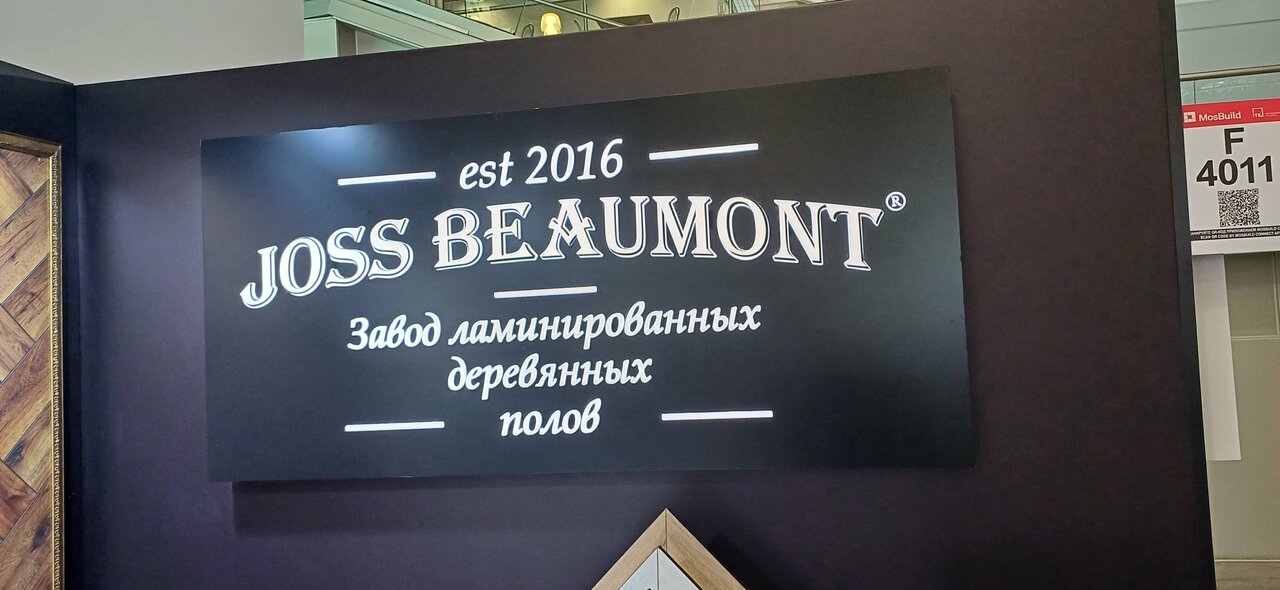 est 2016
JOSS BEAUMONT®
Завод ламинированных
деревянных
полов
MosBuild
F
4011